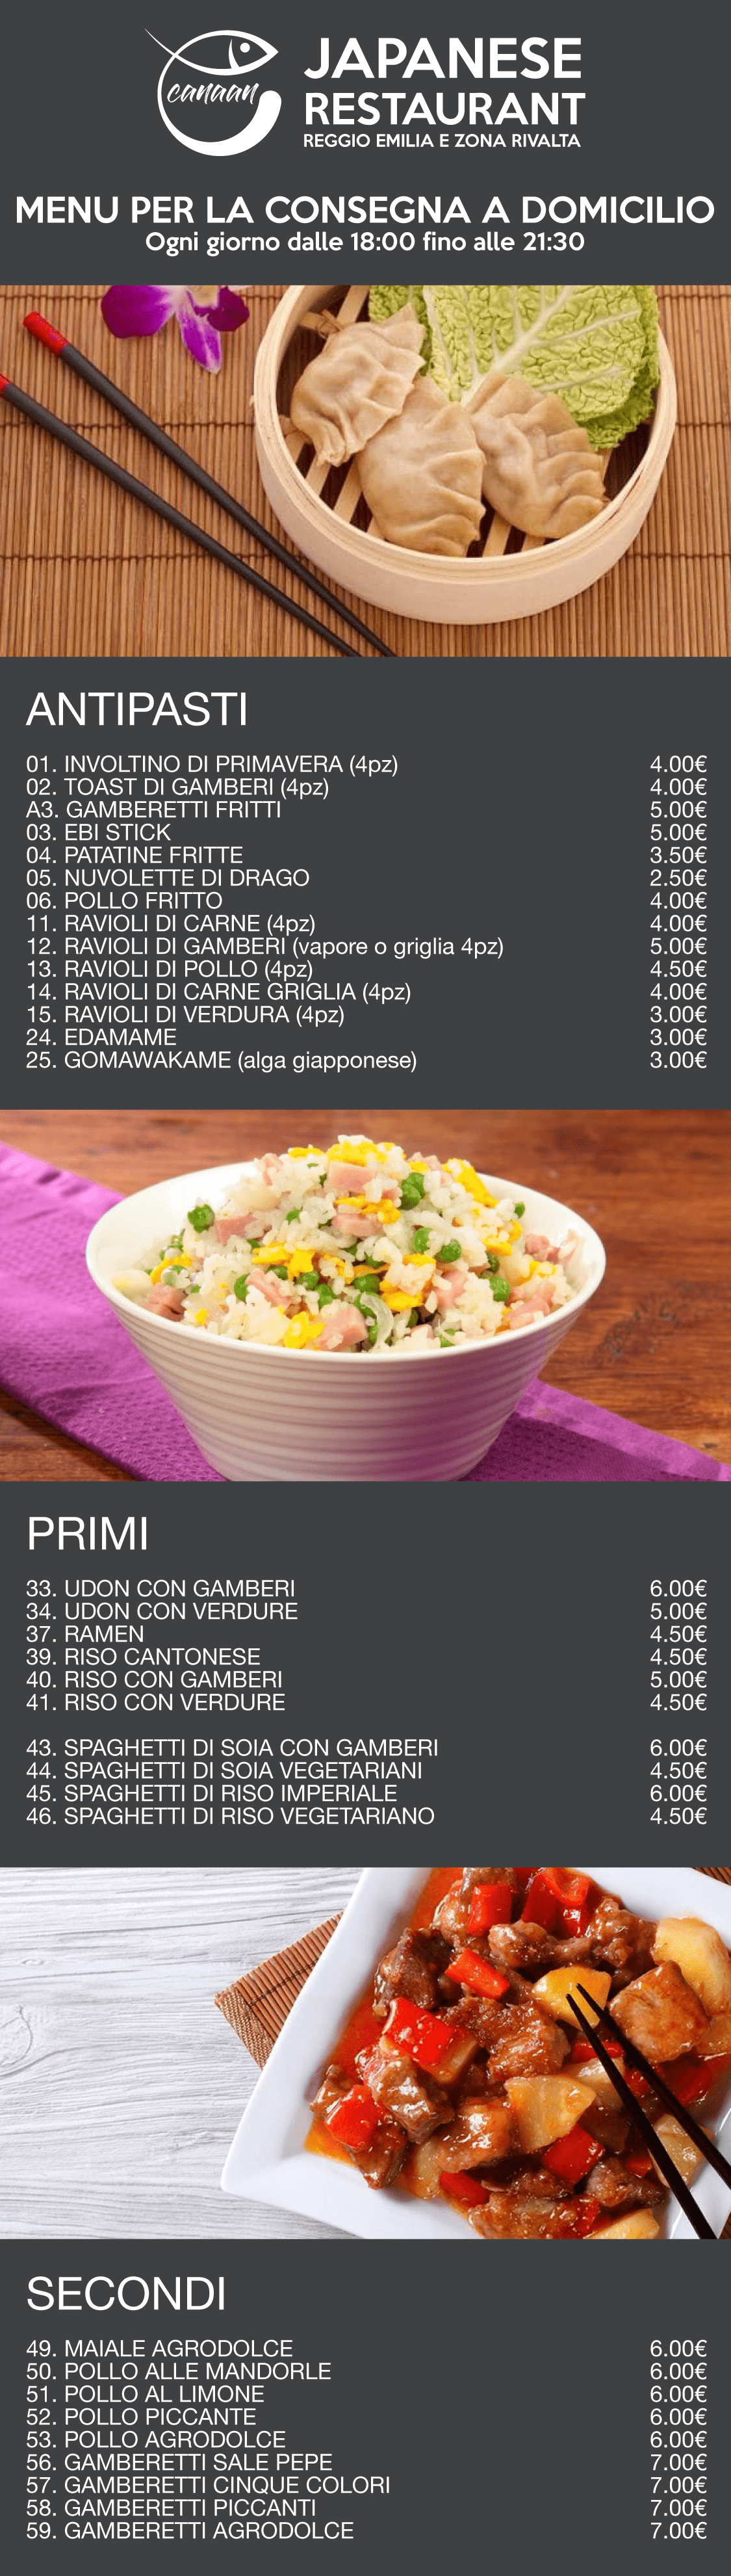 canaan
JAPANESE
RESTAURANT
REGGIO EMILIA E ZONA RIVALTA
MENU PER LA CONSEGNA A DOMICILIO
Ogni giorno dalle 18:00 fino alle 21:30
ANTIPASTI
01. INVOLTINO DI PRIMAVERA (4pz) 4.00€
02. TOAST DI GAMBERI (4pz) 4.00€
A3. GAMBERETTI FRITTI 5.00€
03. EBI STICK 5.00€
04. PATATINE FRITTE 3.50€
05. NUVOLETTE DI DRAGO 2.50€
06. POLLO FRITTO 4.00€
11. RAVIOLI DI CARNE (4pz) 4.00€
12. RAVIOLI DI GAMBERI (vapore o griglia 4pz) 5.00€
13. RAVIOLI DI POLLO (4pz) 4.50€
14. RAVIOLI DI CARNE GRIGLIA (4pz) 4.00€
15. RAVIOLI DI VERDURA (4pz) 3.00€
24. EDAMAME 3.00€
25. GOMAWAKAME (alga giapponese) 3.00€
PRIMI
33. UDON CON GAMBERI 6.00€
34. UDON CON VERDURE 5.00€
37. RAMEN 4.50€
39. RISO CANTONESE 4.50€
40. RISO CON GAMBERI 5.00€
41. RISO CON VERDURE 4.50€
43. SPAGHETTI DI SOIA CON GAMBERI 6.00€
44. SPAGHETTI DI SOIA VEGETARIANI 4.50€
45. SPAGHETTI DI RISO IMPERIALE 6.00€
46. SPAGHETTI DI RISO VEGETARIANO 4.50€
SECONDI
49. MAIALE AGRODOLCE 6.00€
50. POLLO ALLE MANDORLE 6.00€
51. POLLO AL LIMONE 6.00€
52. POLLO PICCANTE 6.00€
53. POLLO AGRODOLCE 6.00€
56. GAMBERETTI SALE PEPE 7.00€
57. GAMBERETTI CINQUE COLORI 7.00€
58. GAMBERETTI PICCANTI 7.00€
59. GAMBERETTI AGRODOLCE 7.00€